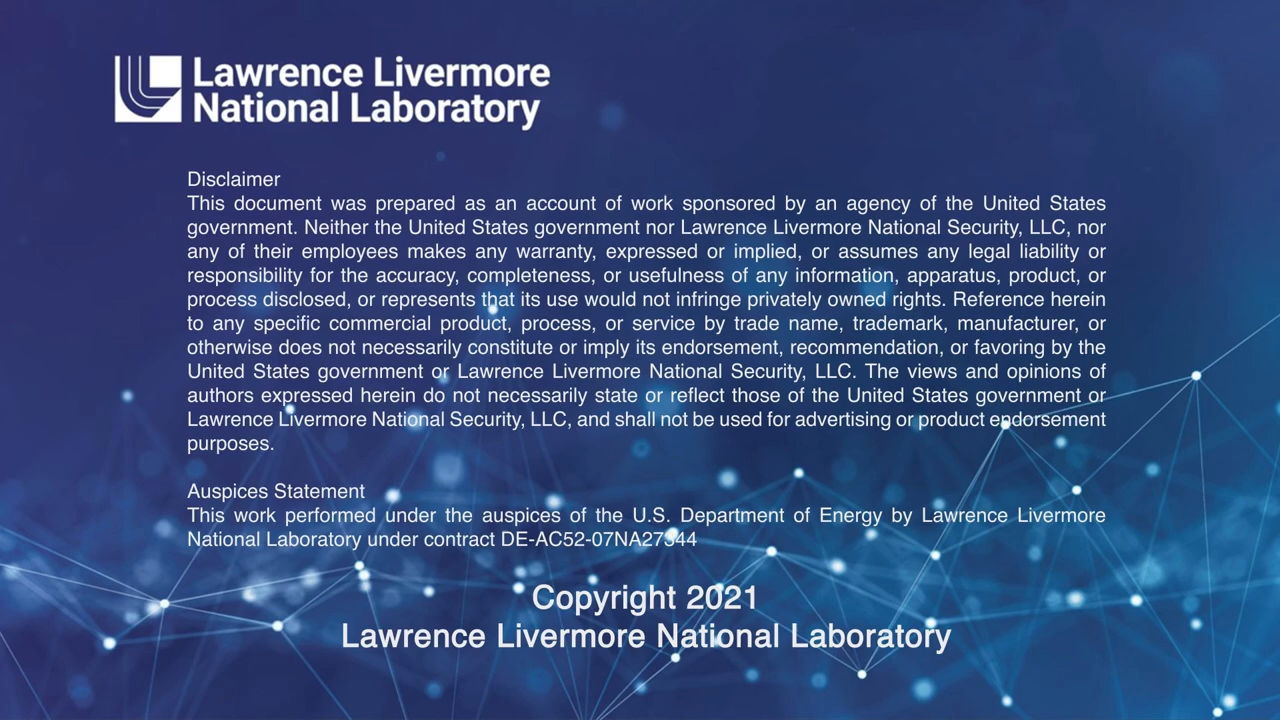 Lawrence Livermore
National Laboratory
Disclaimer
This document was prepared as an account of work sponsored by an agency of the United States
government. Neither the United States government nor Lawrence Livermore National Security, LLC, nor
any of their employees makes any warranty, expressed or implied, or assumes any legal liability or
responsibility for the accuracy, completeness, or usefulness of any information, apparatus, product, or
process disclosed, or represents that its use would not infringe privately owned rights. Reference herein
to any specific commercial product, process, or service by trade name, trademark, manufacturer, or
otherwise does not necessarily constitute or imply its endorsement, recommendation, or favoring by the
United States government or Lawrence Livermore National Security, LLC. The views and opinions of
authors expressed herein do not necessarily state or reflect those of the United States government or
Lawrence Livermore National Security, LLC, and shall not be used for advertising or product endorsement
purposes.
Auspices Statement
This work performed under the auspices of the U.S. Department of Energy by Lawrence Livermore
National Laboratory under contract DE-AC52-07NA27344
Copyright 2021
Lawrence Livermore National Laboratory